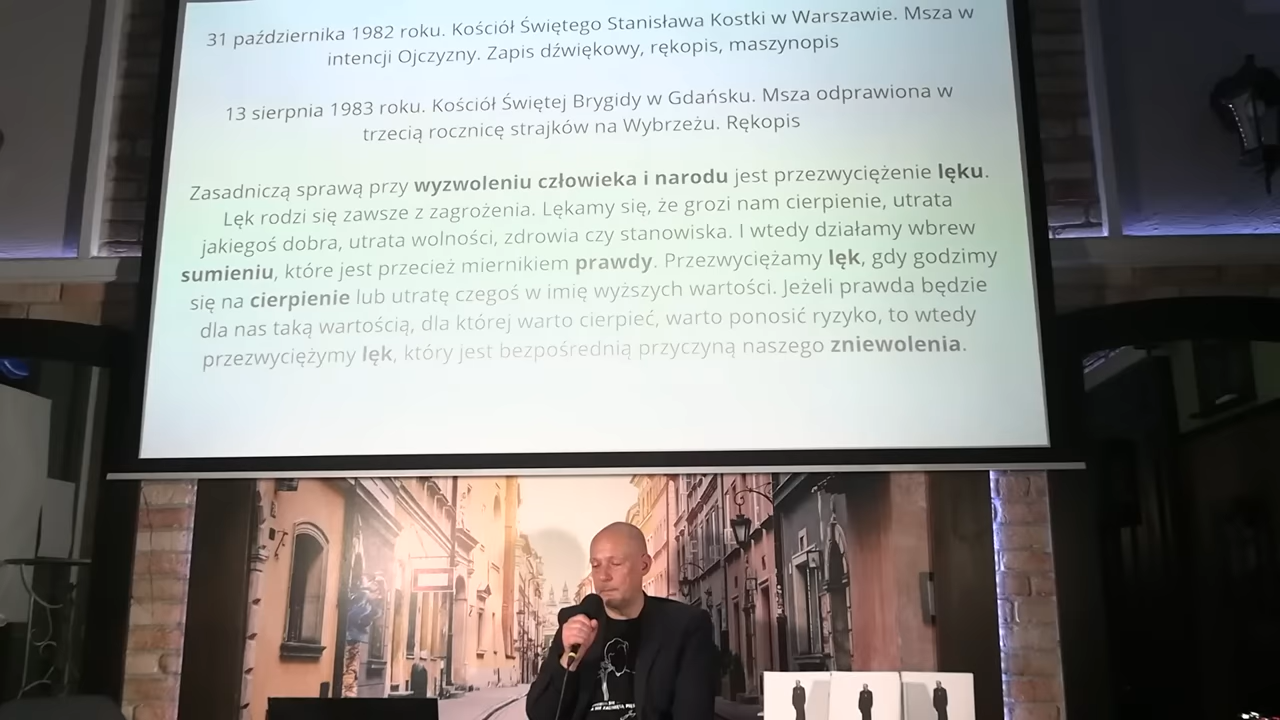 31 października 1982 roku. Kościół Świętego Stanisława Kostki w Warszawie. Msza w
intencji Ojczyzny. Zapis dźwiękowy, rękopis, maszynopis
13 sierpnia 1983 roku. Kościół Świętej Brygidy w Gdańsku. Msza odprawiona w
trzecią rocznicę strajków na Wybrzeżu. Rękopis
Zasadniczą sprawą przy wyzwoleniu człowieka i narodu jest przezwyciężenie lęku.
Lęk rodzi się zawsze z zagrożenia. Lękamy się, że grozi nam cierpienie, utrata
jakiegoś dobra, utrata wolności, zdrowia czy stanowiska. I wtedy działamy wbrew
sumieniu, które jest przecież miernikiem prawdy. Przezwyciężamy lęk, gdy godzimy
się na cierpienie lub utratę czegoś w imię wyższych wartości. Jeżeli prawda będzie
dla nas taką wartością, dla której warto cierpieć, warto ponosić ryzyko, to wtedy
przezwyciężymy lęk, który jest bezpośrednią przyczyną naszego zniewolenia.